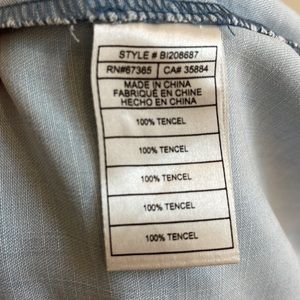 STYLE # BI208687
RN#67365 CA# 35884
MADE IN CHINA
FABRIQUÉ EN CHINE
HECHO EN CHINA
100% TENCEL
100% TENCEL
100% TENCEL
100% TENCEL
100% TENCEL